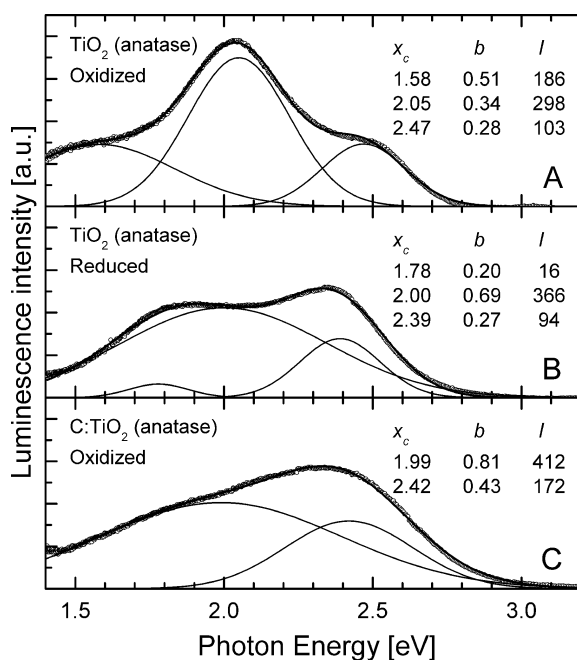 Luminescence intensity [a.u.]
TiO₂ (anatase)
Oxidized
x_c b I
1.58 0.51 186
2.05 0.34 298
2.47 0.28 103
A
TiO₂ (anatase)
Reduced
x_c b I
1.78 0.20 16
2.00 0.69 366
2.39 0.27 94
B
C:TiO₂ (anatase)
Oxidized
x_c b I
1.99 0.81 412
2.42 0.43 172
C
1.5 2.0 2.5 3.0
Photon Energy [eV]